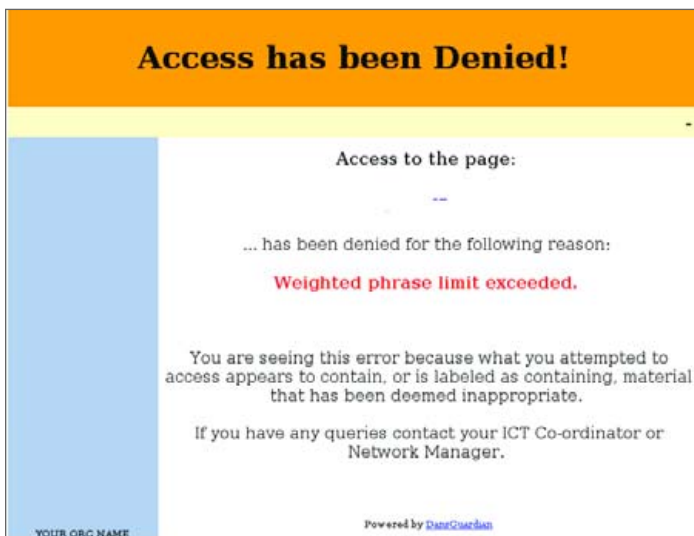 Access has been Denied!
-
Access to the page:
--
... has been denied for the following reason:
Weighted phrase limit exceeded.
You are seeing this error because what you attempted to
access appears to contain, or is labeled as containing, material
that has been deemed inappropriate.
If you have any queries contact your ICT Co-ordinator or
Network Manager.
Powered by DansGuardian
YOUR ORG NAME